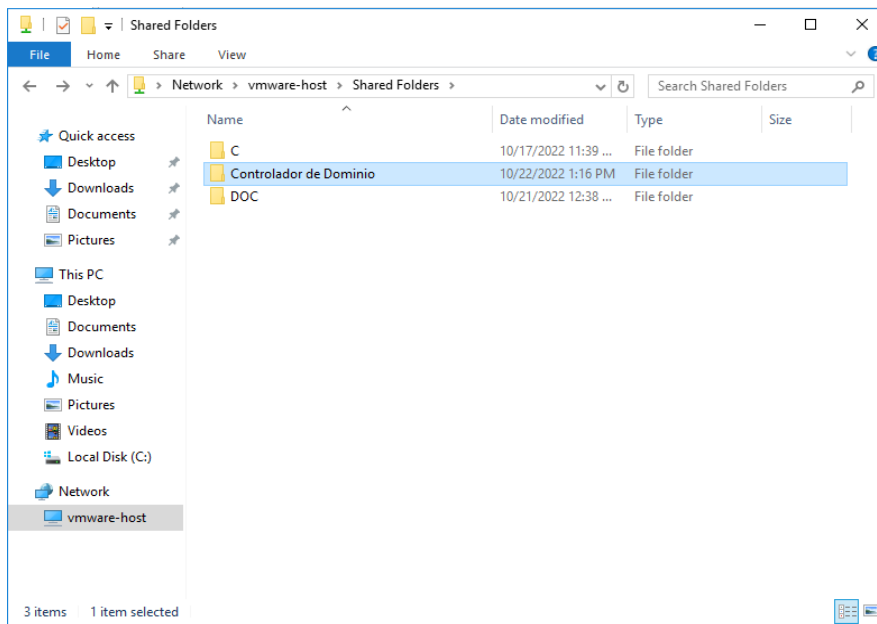 Shared Folders
File Home Share View
Network > vmware-host > Shared Folders >
Search Shared Folders
Name Date modified Type Size
Quick access
Desktop
Downloads
Documents
Pictures
This PC
Desktop
Documents
Downloads
Music
Pictures
Videos
Local Disk (C:)
Network
vmware-host
C 10/17/2022 11:39 ... File folder
Controlador de Dominio 10/22/2022 1:16 PM File folder
DOC 10/21/2022 12:38 ... File folder
3 items 1 item selected